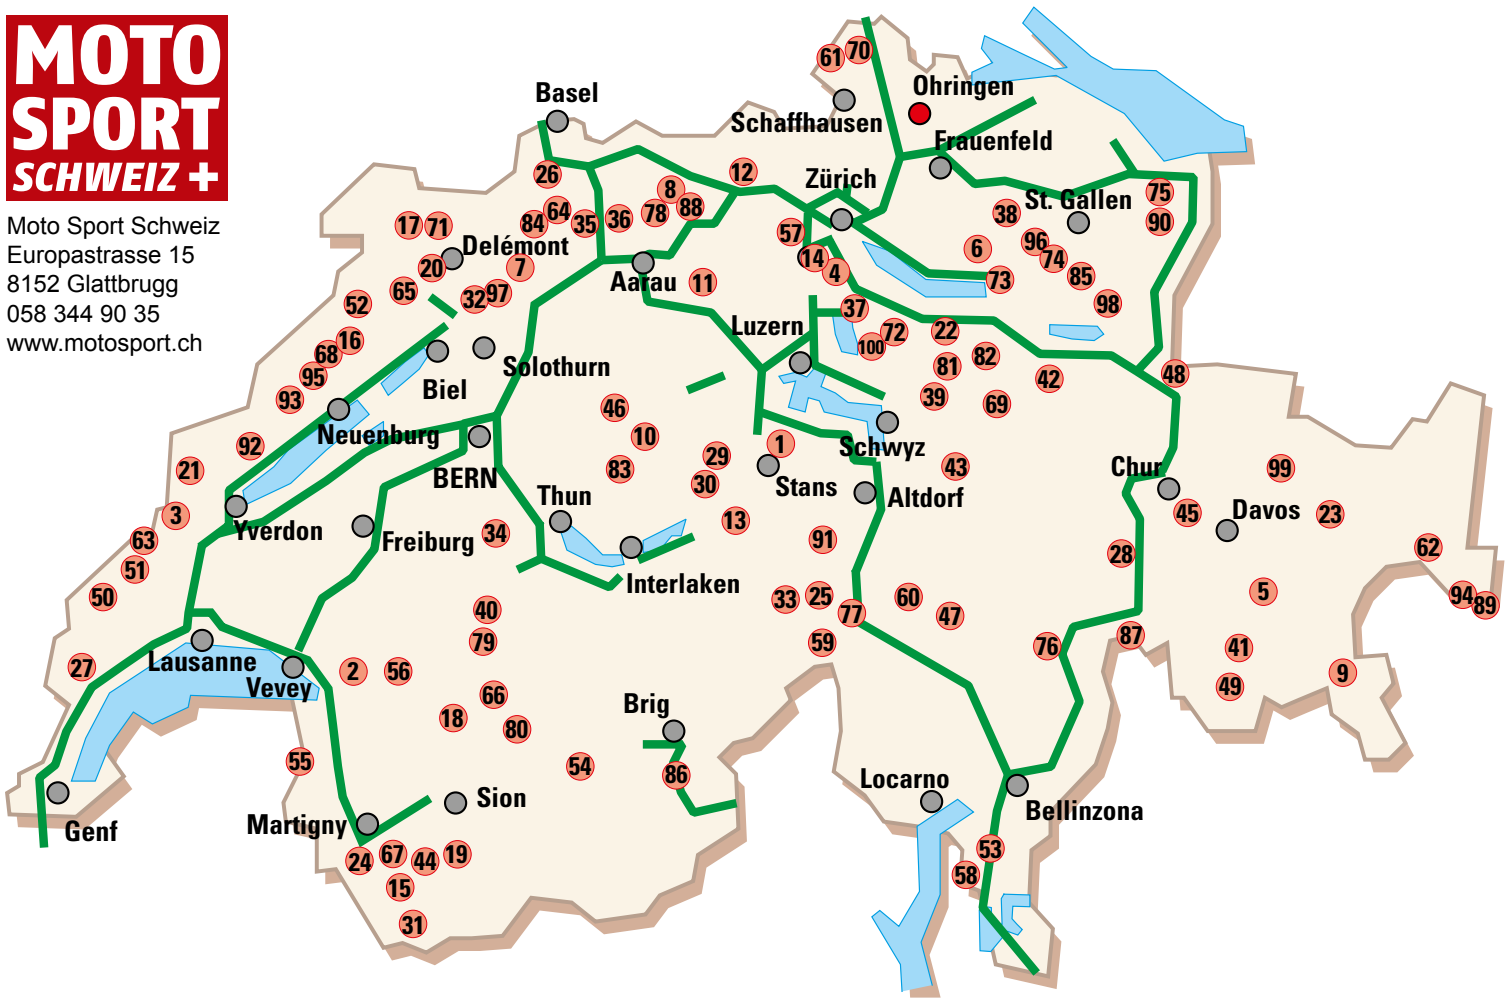 MOTO
SPORT
SCHWEIZ +
Moto Sport Schweiz
Europastrasse 15
8152 Glattbrugg
058 344 90 35
www.motosport.ch
61 70
Ohringen
Basel
Schaffhausen
Frauenfeld
26
12
Zürich
8
75
64 84 35 36 78 88
38
St. Gallen
90
17 71
57
96
Delémont
6
74
20
7
14
4
73
85
65
Aarau
11
52
32 97
98
37
Luzern
72
22
16
100
68
Solothurn
81
82
95
Biel
42
48
93
46
39
69
Neuenburg
10
92
1
Schwyz
29
21
83
43
Chur
99
BERN
30
Stans
Thun
Altdorf
3
13
45
Davos
23
Yverdon
34
63
Freiburg
91
62
28
51
Interlaken
50
33
25
60
5
94
89
40
77
47
79
59
87
76
41
Lausanne
27
Vevey
2
56
9
49
66
Brig
18
80
55
54
86
Locarno
Sion
Bellinzona
Genf
Martigny
53
24
67
44
19
58
15
31